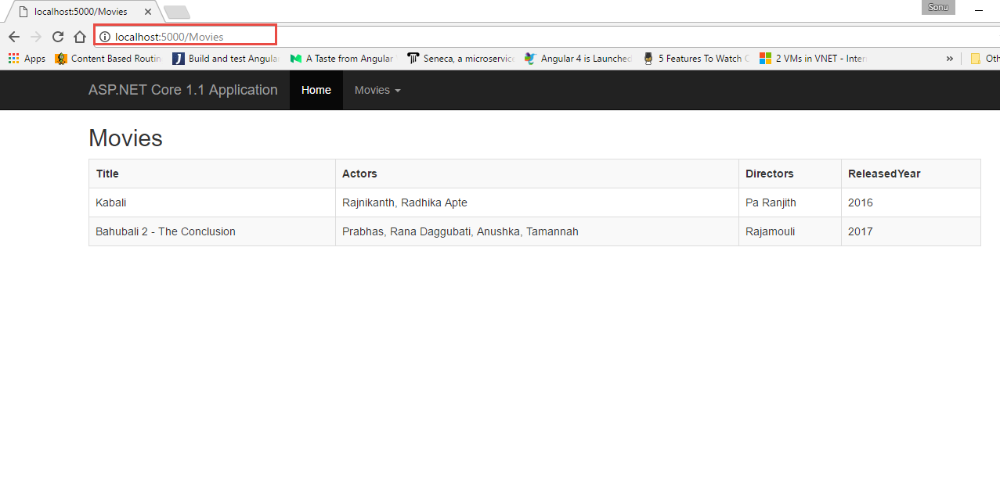 localhost:5000/Movies
Sonu
localhost:5000/Movies
Apps Content Based Routin Build and test Angula A Taste from Angular Seneca, a microservic Angular 4 is Launched 5 Features To Watch 2 VMs in VNET - Inter » Oth
ASP.NET Core 1.1 Application Home Movies
Movies
Title Actors Directors ReleasedYear
Kabali Rajnikanth, Radhika Apte Pa Ranjith 2016
Bahubali 2 - The Conclusion Prabhas, Rana Daggubati, Anushka, Tamannah Rajamouli 2017